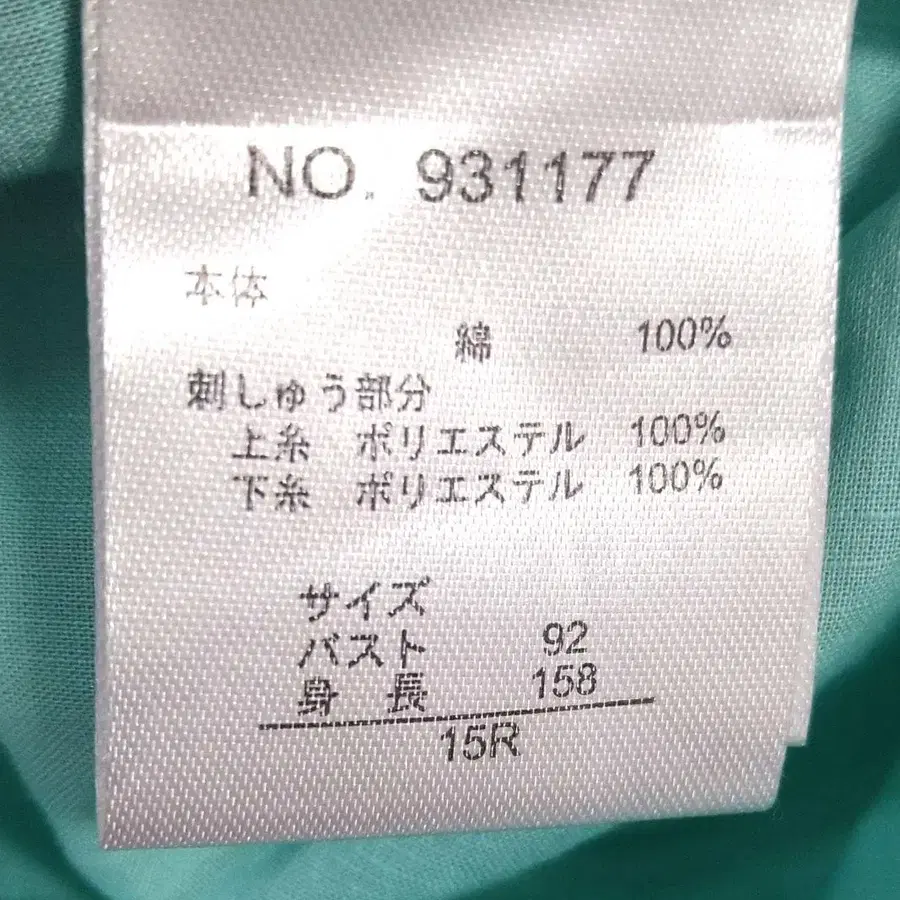 NO. 931177
本体
綿 100%
刺しゅう部分
上糸 ポリエステル 100%
下糸 ポリエステル 100%
サイズ
バスト 92
身 長 158
15R